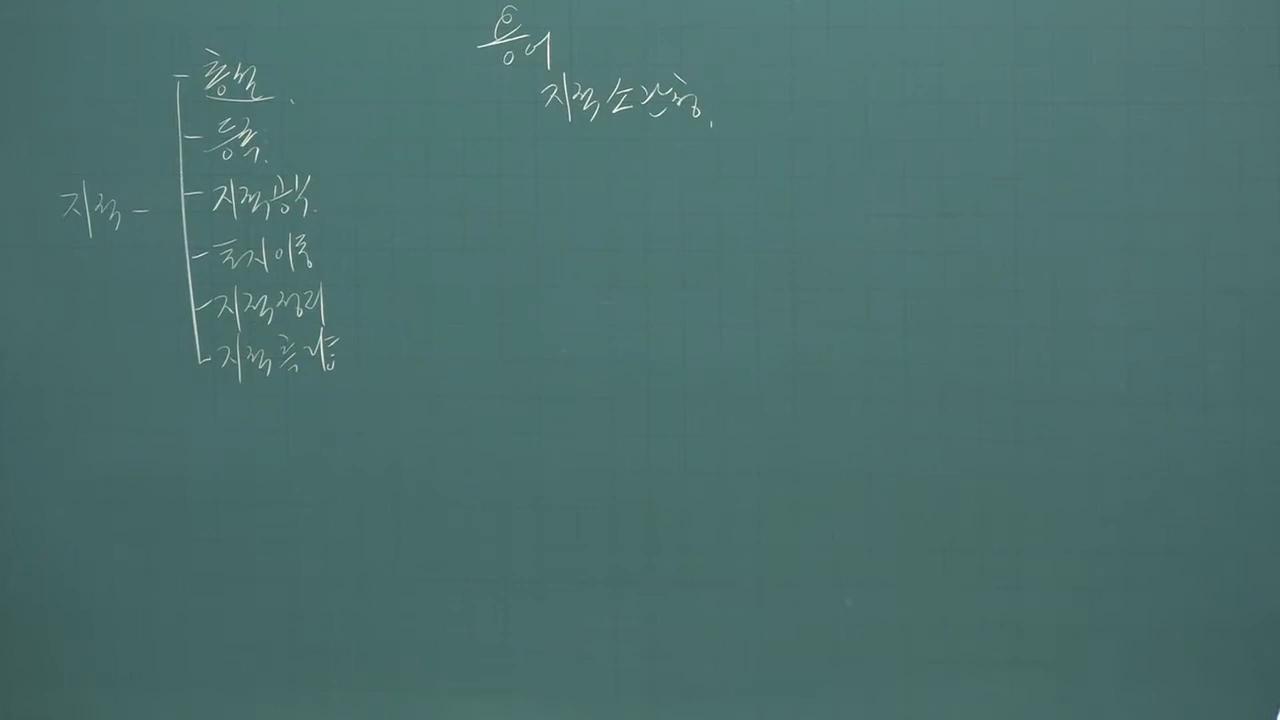 총설.
등록.
지적공부.
지적 -
토지이동
지적정리
지적측량
용어
지적소관청.